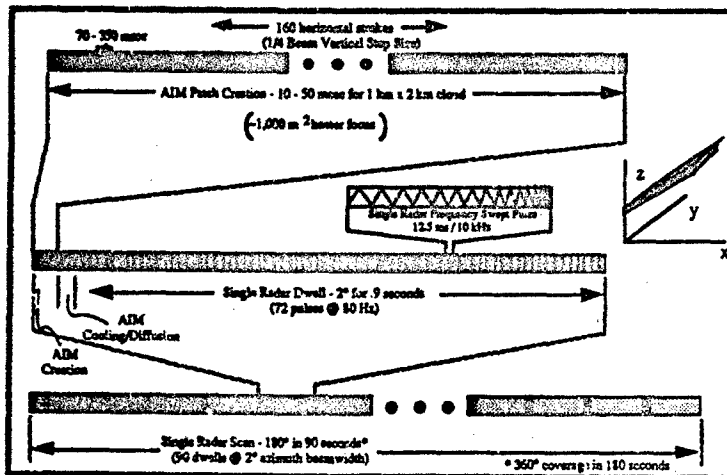 160 horizontal strokes
(1/4 Beam Vertical Step Size)
AIM Patch Creation - 10 - 50 msec for 1 km x 2 km cloud
(~1,000 m² heater focus)
Single Radar Frequency Swept Pulse
12.5 ms / 10 kHz
z
y
x
Single Radar Dwell - 2° for .9 seconds
(72 pulses @ 80 Hz)
AIM
Cooling/Diffusion
AIM
Creation
Single Radar Scan - 180° in 90 seconds*
(90 dwells @ 2° azimuth beamwidth)
* 360° coverage in 180 seconds